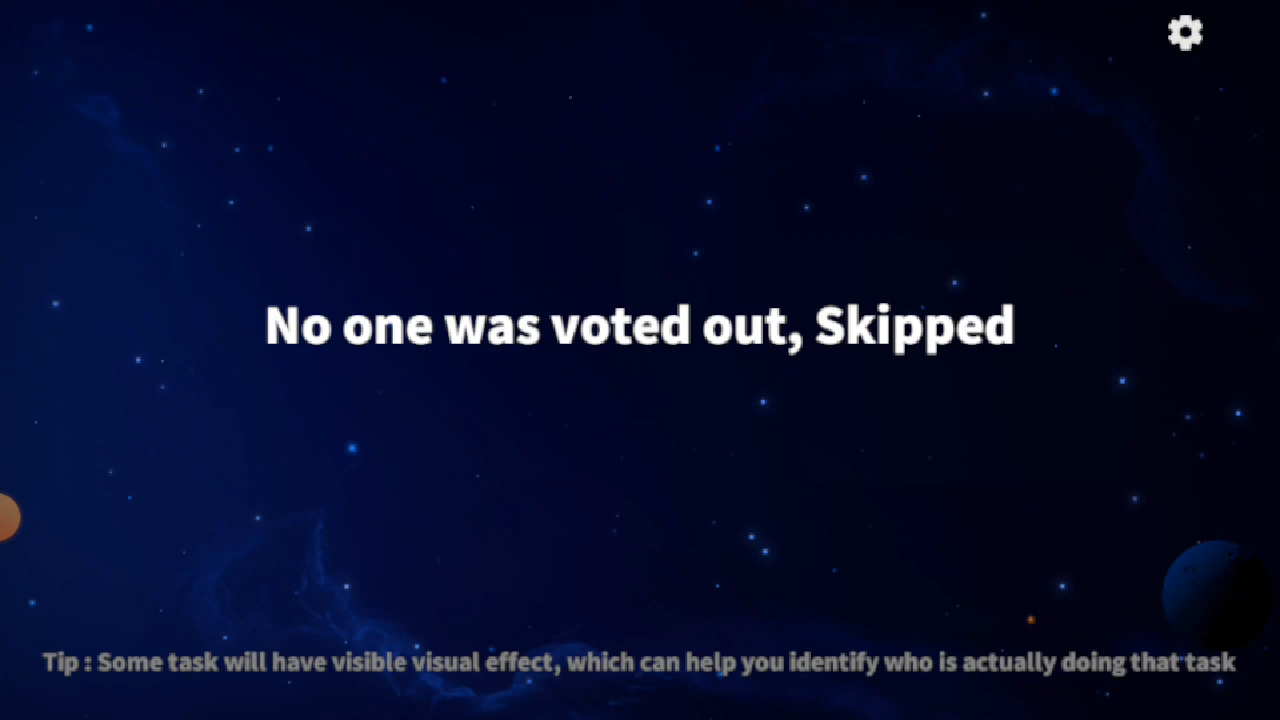 No one was voted out, Skipped
Tip : Some task will have visible visual effect, which can help you identify who is actually doing that task